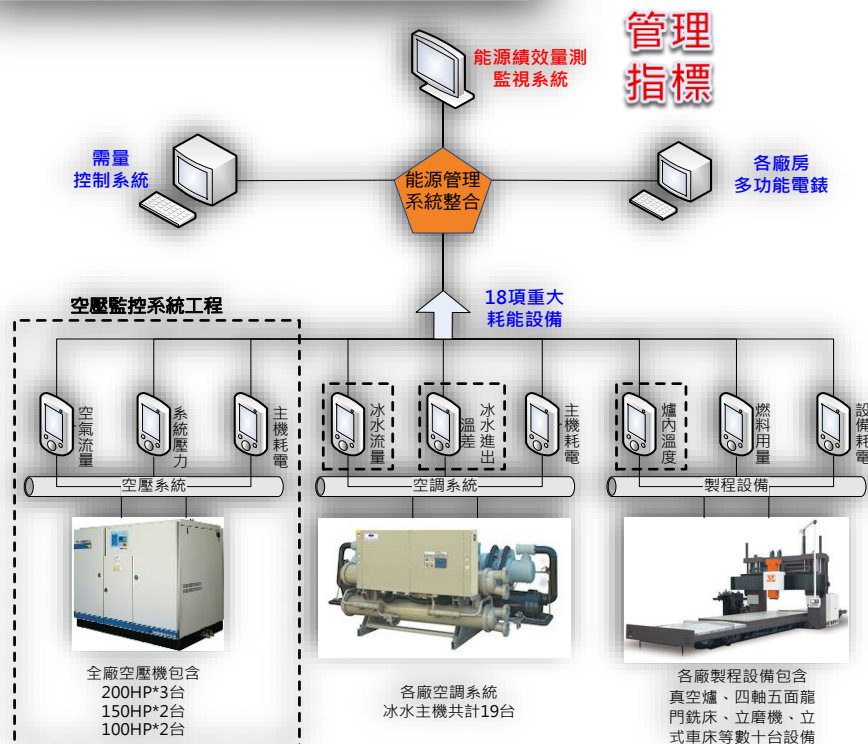 管理
指標
能源績效量測
監視系統
需量
控制系統
能源管理
系統整合
各廠房
多功能電錶
18項重大
耗能設備
空壓監控系統工程
空氣流量
系統壓力
主機耗電
冰水流量
冰水進出
溫差
主機耗電
爐內溫度
燃料用量
設備耗電
空壓系統
空調系統
製程設備
全廠空壓機包含
200HP*3台
150HP*2台
100HP*2台
各廠空調系統
冰水主機共計19台
各廠製程設備包含
真空爐、四軸五面龍
門銑床、立磨機、立
式車床等數十台設備